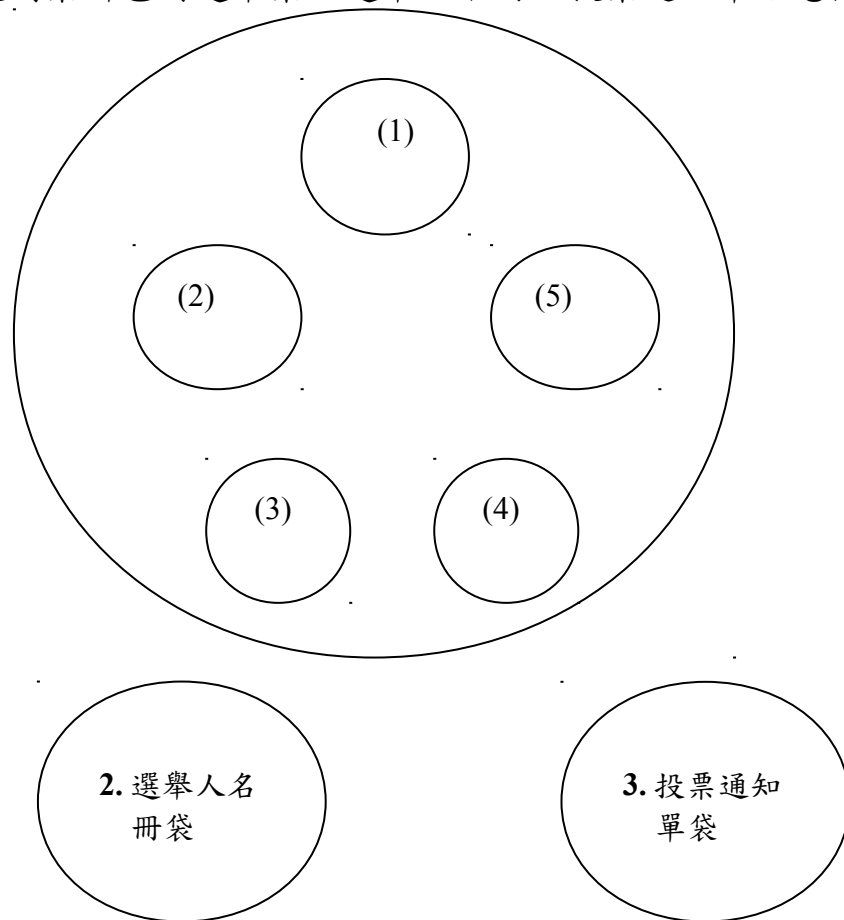 (1)
(2)
(5)
(3)
(4)
2. 選舉人名
冊袋
3. 投票通知
單袋